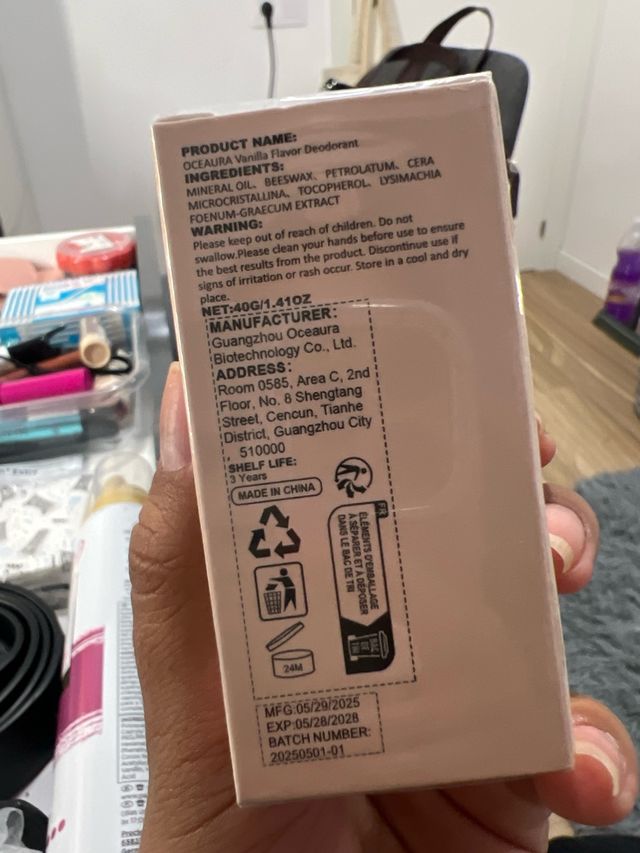 PRODUCT NAME:
OCEAURA Vanilla Flavor Deodorant
INGREDIENTS:
MINERAL OIL、BEESWAX、PETROLATUM、CERA
MICROCRISTALLINA、TOCOPHEROL、LYSIMACHIA
FOENUM-GRAECUM EXTRACT
WARNING:
Please keep out of reach of children. Do not
swallow.Please clean your hands before use to ensure
the best results from the product. Discontinue use if
signs of irritation or rash occur. Store in a cool and dry
place.
NET:40G/1.41OZ
MANUFACTURER:
Guangzhou Oceaura
Biotechnology Co., Ltd.
ADDRESS:
Room 0585, Area C, 2nd
Floor, No. 8 Shengtang
Street, Cencun, Tianhe
District, Guangzhou City
, 510000
SHELF LIFE:
3 Years
MADE IN CHINA
FR
ÉLÉMENTS D'EMBALLAGE
À SÉPARER ET À DÉPOSER
DANS LE BAC DE TRI
BAC
DE
TRI
24M
MFG:05/29/2025
EXP:05/28/2028
BATCH NUMBER:
20250501-01